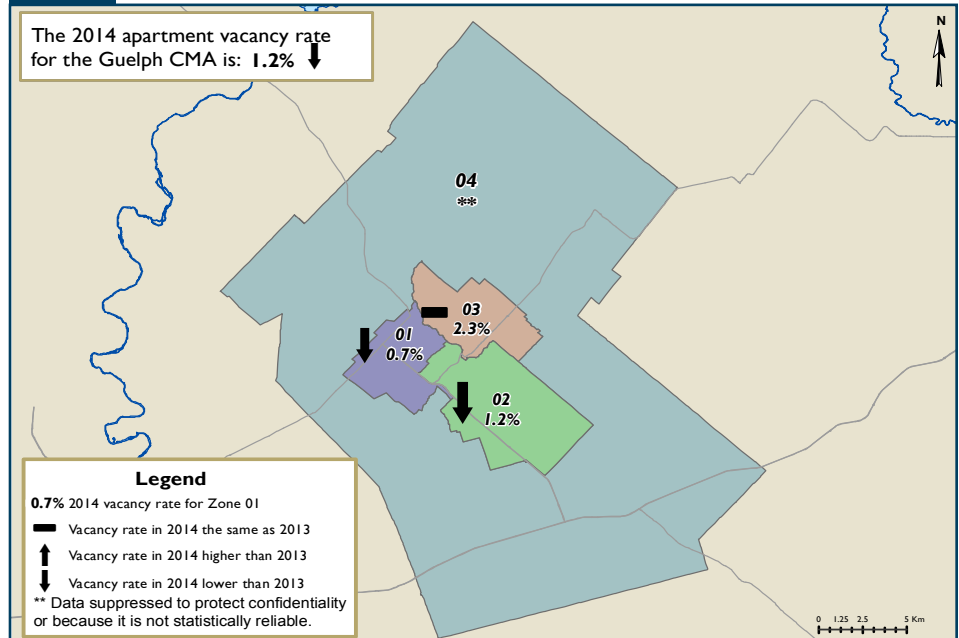 The 2014 apartment vacancy rate
for the Guelph CMA is: 1.2%
N
04
**
03
2.3%
01
0.7%
02
1.2%
Legend
0.7% 2014 vacancy rate for Zone 01
Vacancy rate in 2014 the same as 2013
Vacancy rate in 2014 higher than 2013
Vacancy rate in 2014 lower than 2013
** Data suppressed to protect confidentiality
or because it is not statistically reliable.
0 1.25 2.5 5 Km